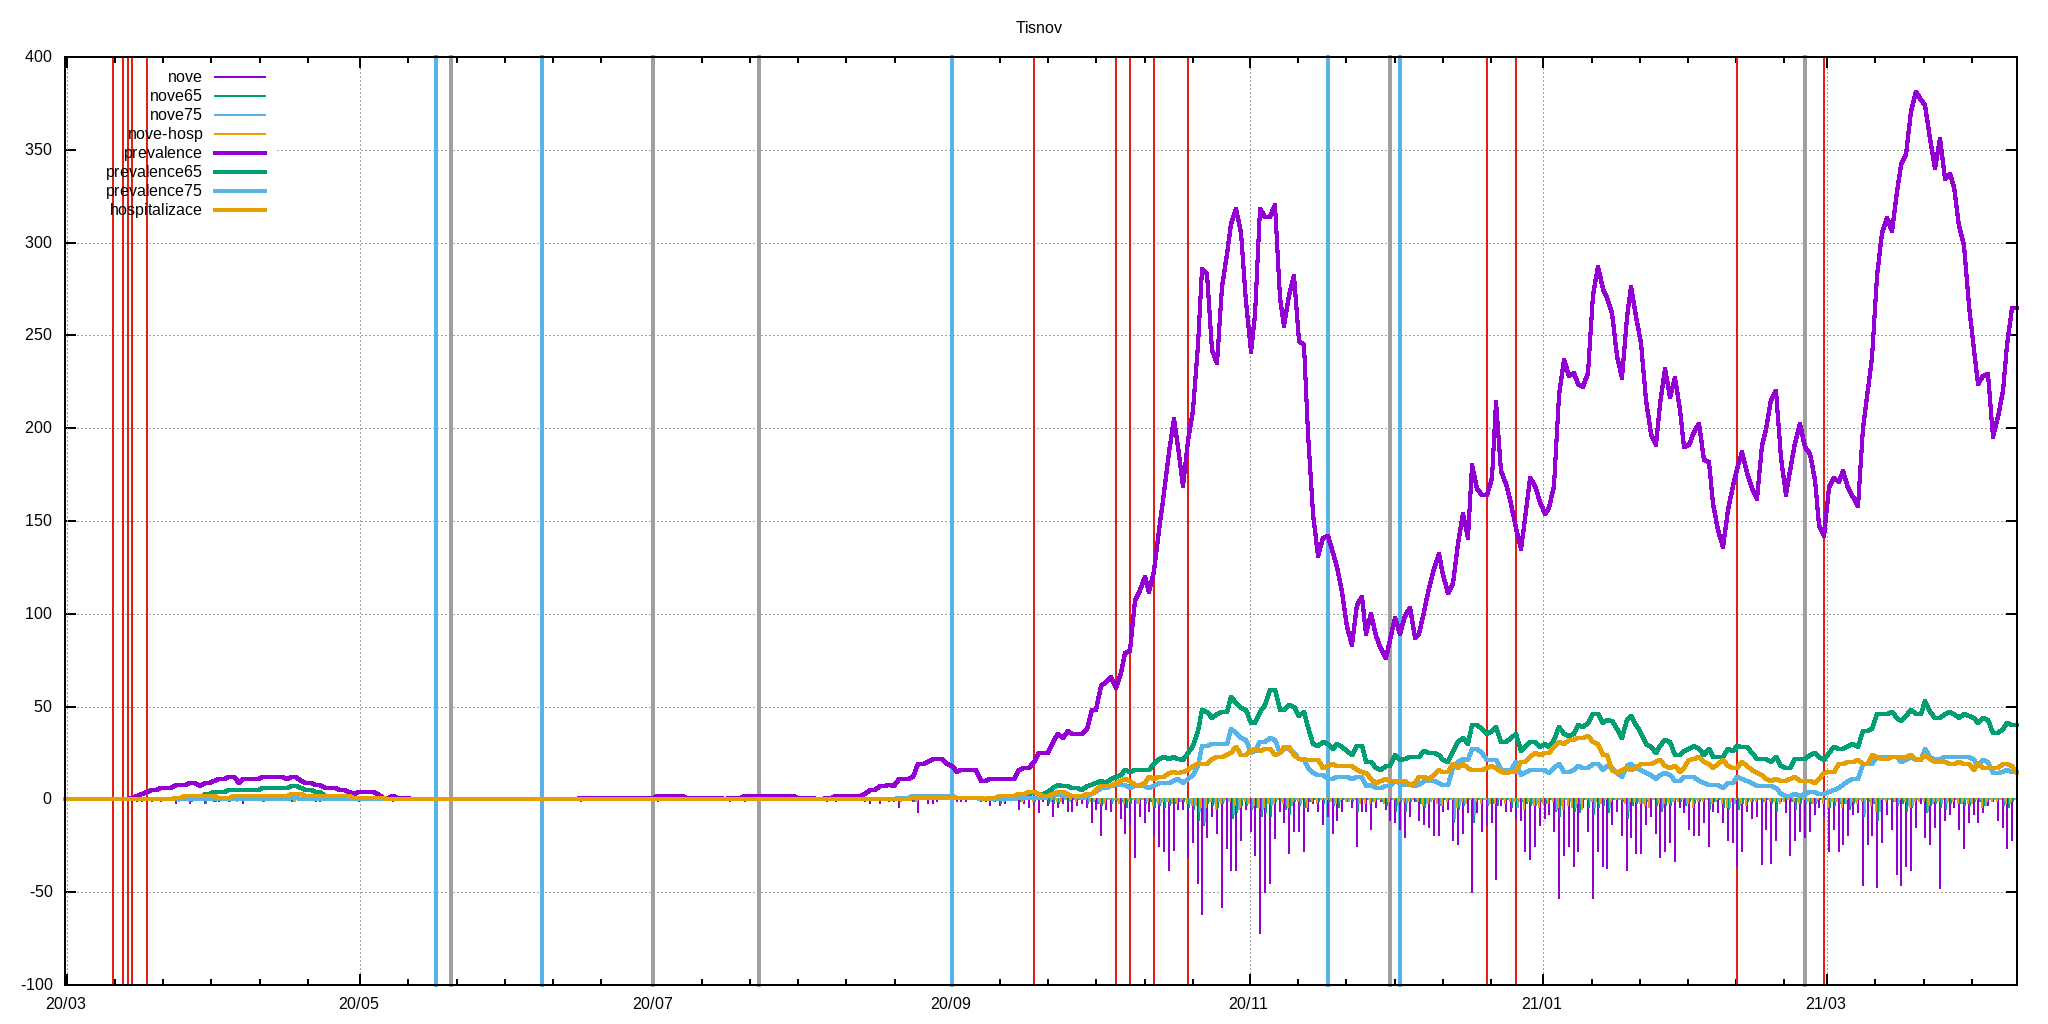 Tisnov
400
350
300
250
200
150
100
50
0
-50
-100
nove
nove65
nove75
nove-hosp
prevalence
prevalence65
prevalence75
hospitalizace
20/03 20/05 20/07 20/09 20/11 21/01 21/03